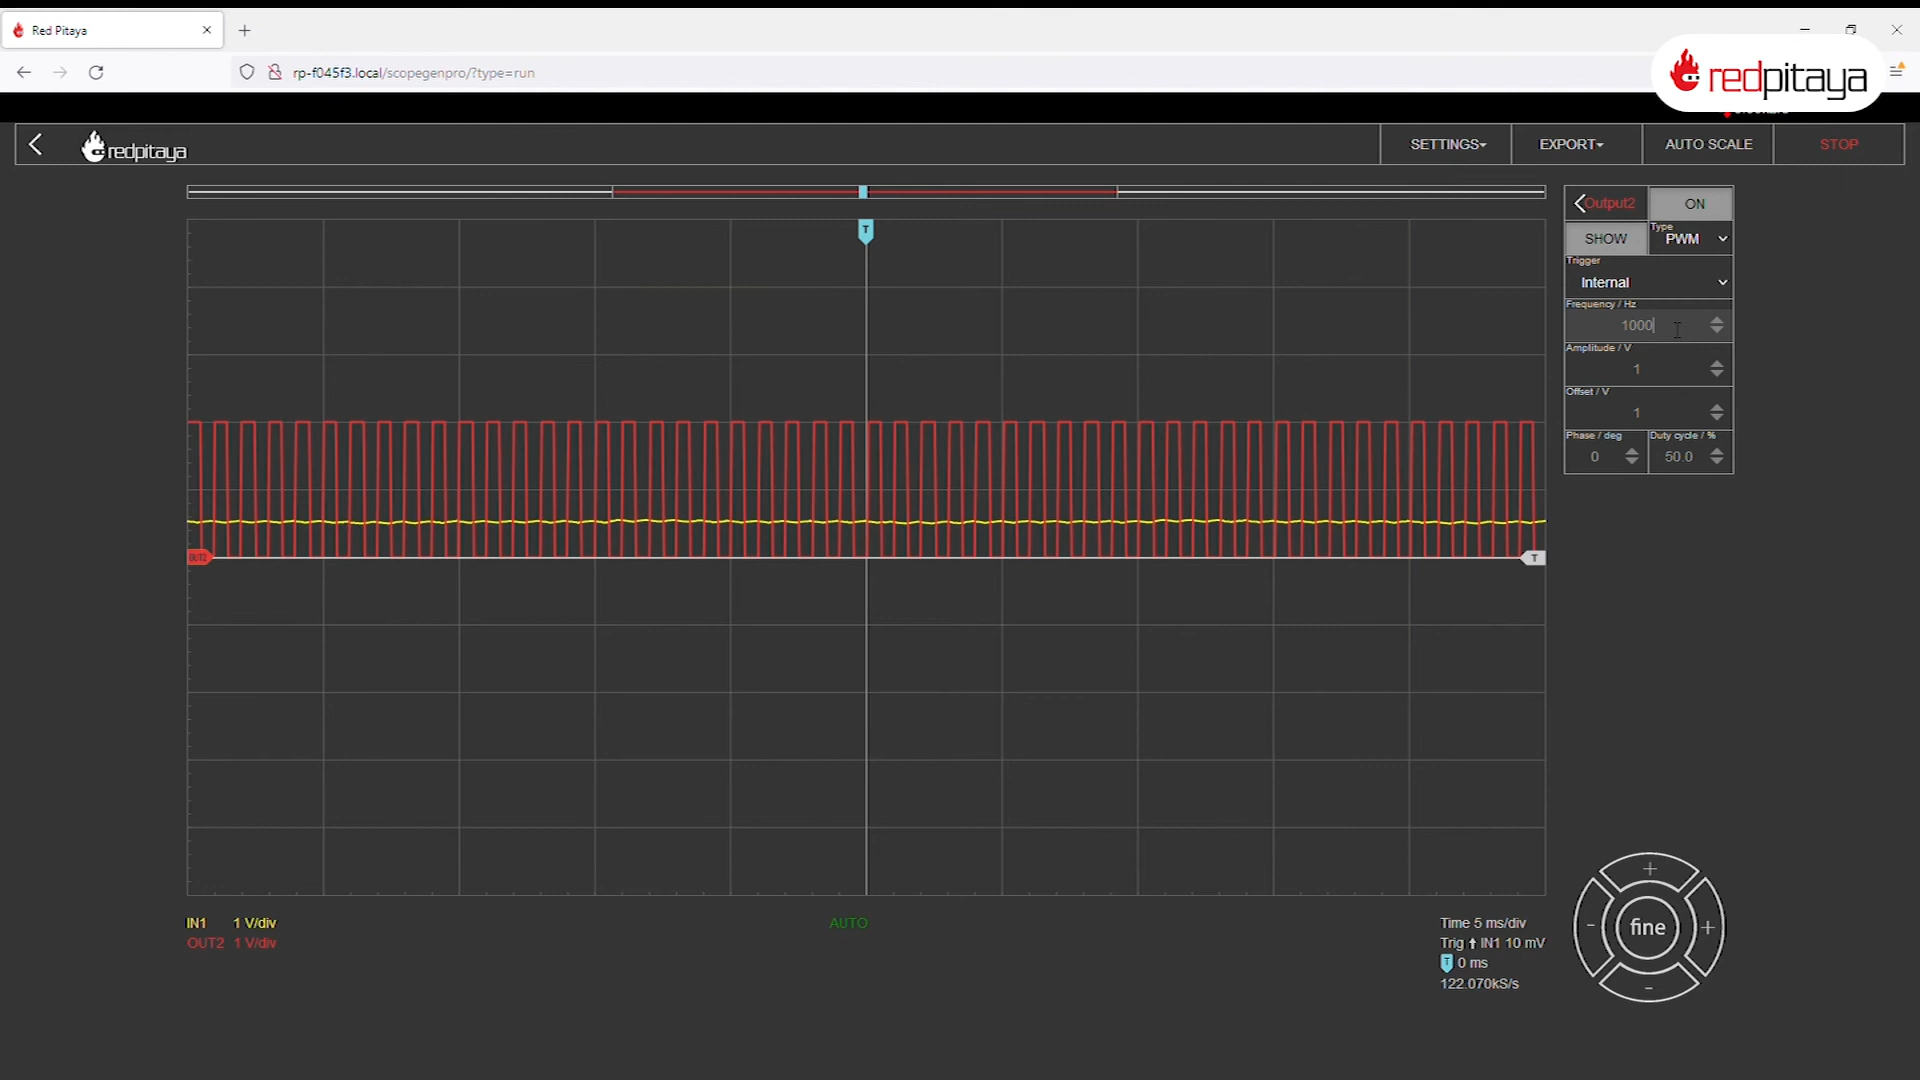 Red Pitaya
rp-f045f3.local/scopegenpro/?type=run
redpitaya
redpitaya
SETTINGS
EXPORT
AUTO SCALE
STOP
T
Output2
ON
SHOW
Type
PWM
Trigger
Internal
Frequency / Hz
1000
Amplitude / V
1
Offset / V
1
Phase / deg
Duty cycle / %
0
50.0
OUT2
T
IN1 1 V/div
OUT2 1 V/div
AUTO
Time 5 ms/div
Trig IN1 10 mV
T 0 ms
122.070kS/s
+
- fine +
-